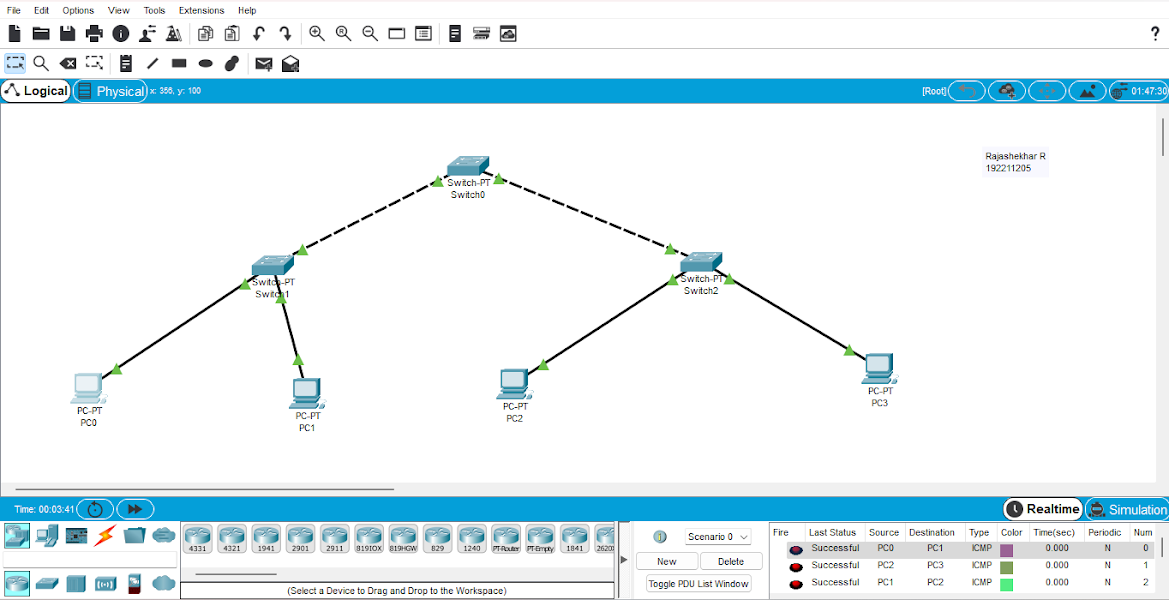 File Edit Options View Tools Extensions Help
?
Logical Physical x: 356, y: 100 [Root] 01:47:30
Rajashekhar R
192211205
Switch-PT
Switch0
Switch-PT
Switch1
Switch-PT
Switch2
PC-PT
PC0
PC-PT
PC1
PC-PT
PC2
PC-PT
PC3
Time: 00:03:41 Realtime Simulation
4331 4321 1941 2901 2911 819IOX 819HGW 829 1240 PT-Router PT-Empty 1841 2620X
(Select a Device to Drag and Drop to the Workspace)
Scenario 0
New Delete
Toggle PDU List Window
Fire Last Status Source Destination Type Color Time(sec) Periodic Num
Successful PC0 PC1 ICMP 0.000 N 0
Successful PC2 PC3 ICMP 0.000 N 1
Successful PC1 PC2 ICMP 0.000 N 2